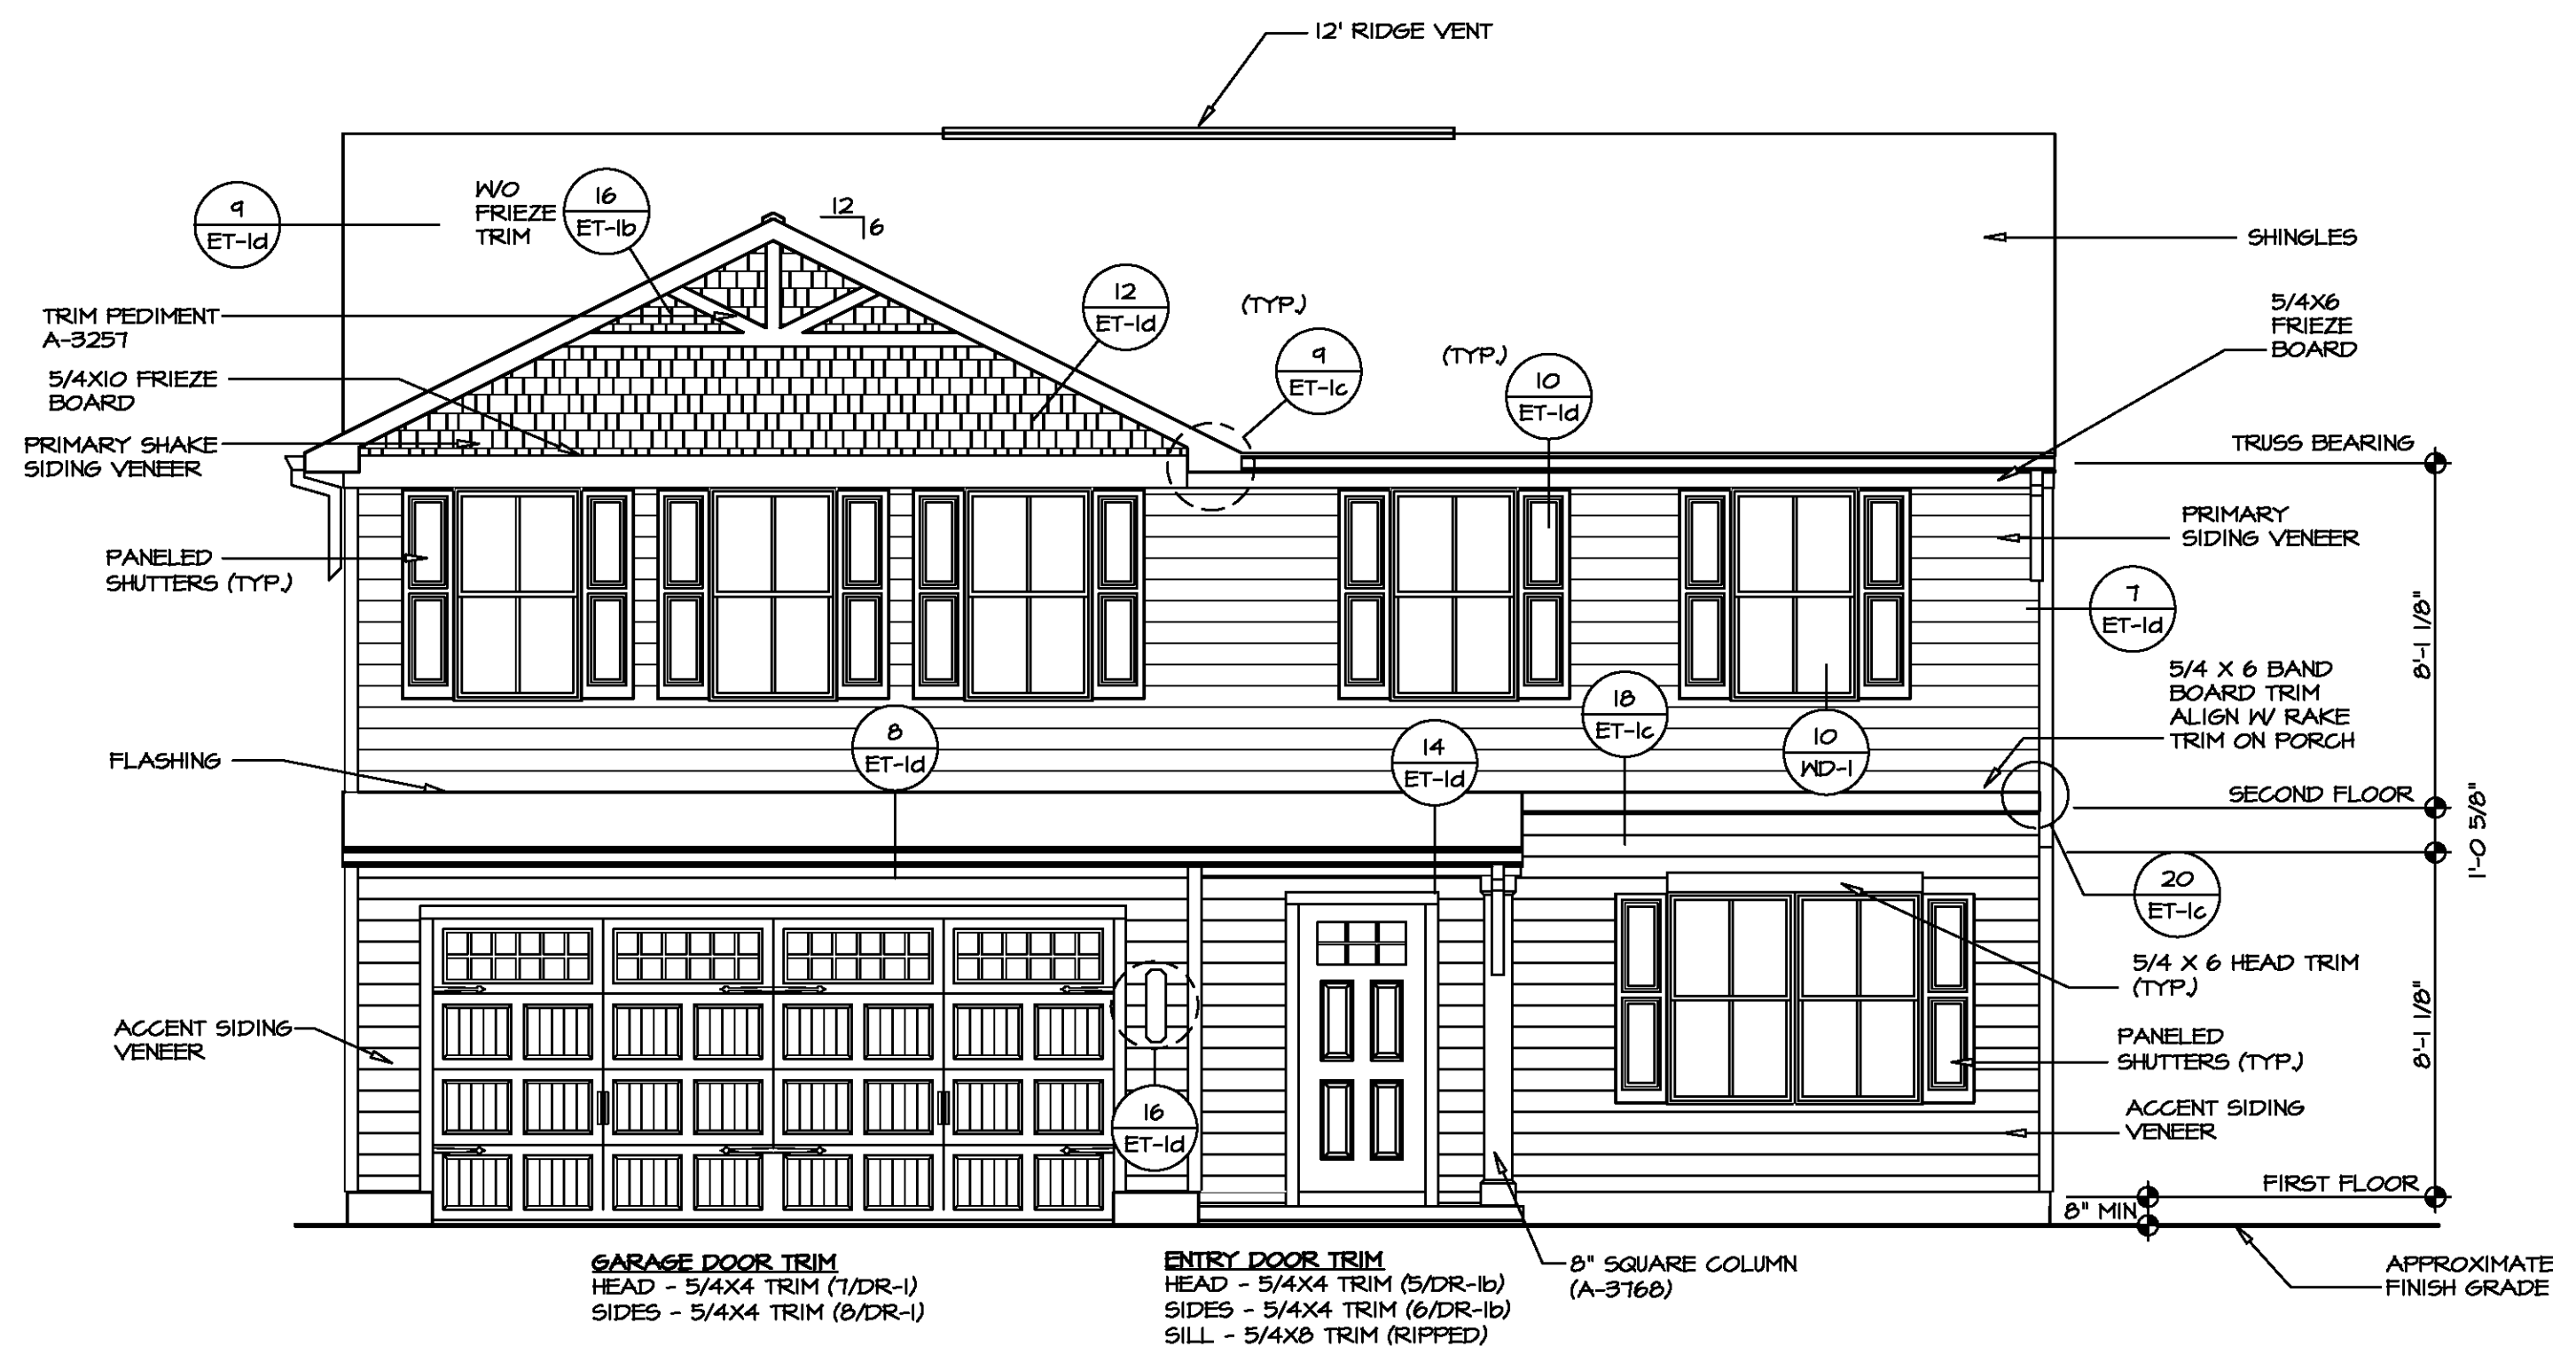 12' RIDGE VENT
9
ET-1d
W/O
FRIEZE
TRIM
16
ET-1b
12
6
SHINGLES
TRIM PEDIMENT
A-3257
12
ET-1d
(TYP.)
9
ET-1c
(TYP.)
10
ET-1d
5/4X6
FRIEZE
BOARD
5/4X10 FRIEZE
BOARD
PRIMARY SHAKE
SIDING VENEER
TRUSS BEARING
PANELED
SHUTTERS (TYP.)
PRIMARY
SIDING VENEER
7
ET-1d
8'-1 1/8"
5/4 X 6 BAND
BOARD TRIM
ALIGN W/ RAKE
TRIM ON PORCH
FLASHING
8
ET-1d
14
ET-1d
18
ET-1c
10
WD-1
SECOND FLOOR
1'-0 5/8"
20
ET-1c
5/4 X 6 HEAD TRIM
(TYP.)
ACCENT SIDING
VENEER
PANELED
SHUTTERS (TYP.)
8'-1 1/8"
16
ET-1d
ACCENT SIDING
VENEER
FIRST FLOOR
8" MIN
GARAGE DOOR TRIM
HEAD - 5/4X4 TRIM (7/DR-1)
SIDES - 5/4X4 TRIM (8/DR-1)
ENTRY DOOR TRIM
HEAD - 5/4X4 TRIM (5/DR-1b)
SIDES - 5/4X4 TRIM (6/DR-1b)
SILL - 5/4X8 TRIM (RIPPED)
8" SQUARE COLUMN
(A-3768)
APPROXIMATE
FINISH GRADE